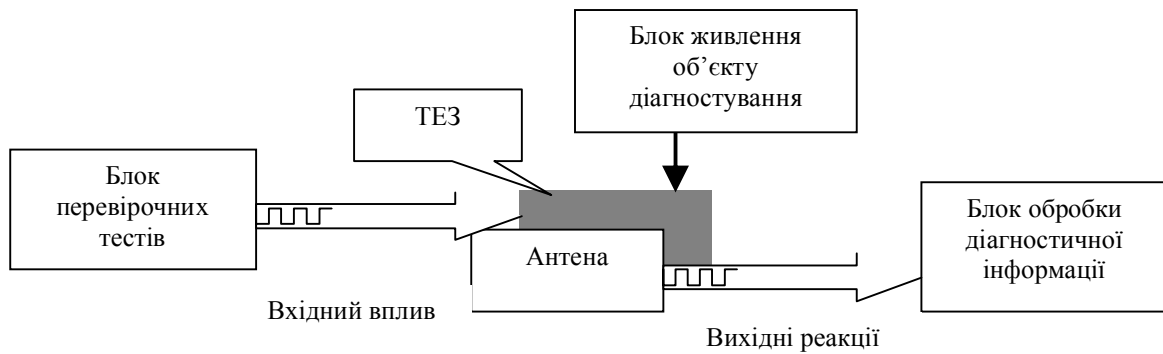 Блок живлення
об’єкту
діагностування
ТЕЗ
Блок
перевірочних
тестів
Блок обробки
діагностичної
інформації
Антена
Вхідний вплив
Вихідні реакції